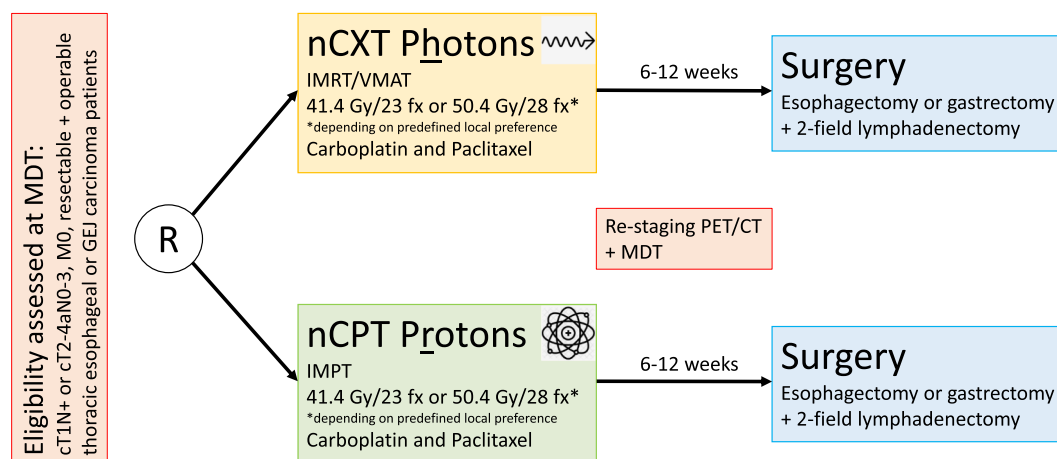 Eligibility assessed at MDT:
cT1N+ or cT2-4aN0-3, M0, resectable + operable
thoracic esophageal or GEJ carcinoma patients
R
nCXT Photons
IMRT/VMAT
41.4 Gy/23 fx or 50.4 Gy/28 fx*
*depending on predefined local preference
Carboplatin and Paclitaxel
6-12 weeks
Surgery
Esophagectomy or gastrectomy
+ 2-field lymphadenectomy
Re-staging PET/CT
+ MDT
nCPT Protons
IMPT
41.4 Gy/23 fx or 50.4 Gy/28 fx*
*depending on predefined local preference
Carboplatin and Paclitaxel
6-12 weeks
Surgery
Esophagectomy or gastrectomy
+ 2-field lymphadenectomy